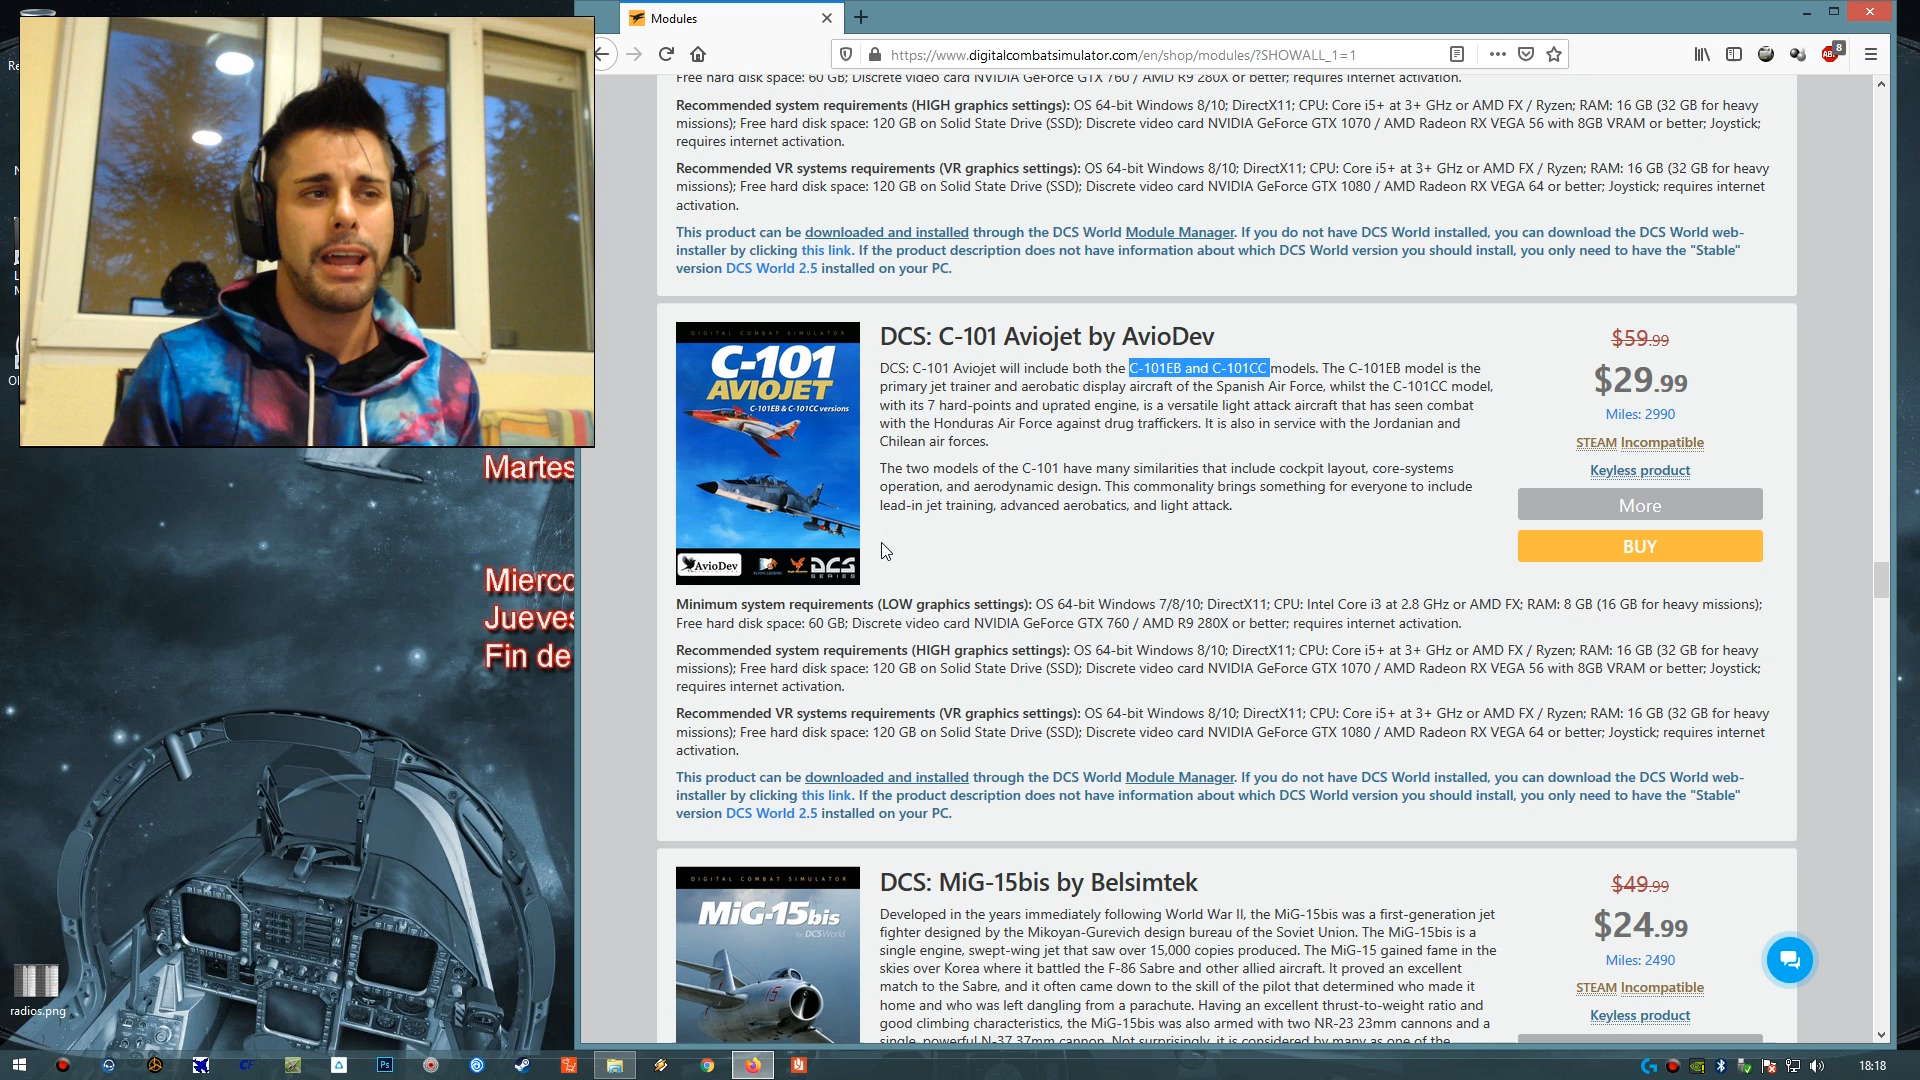 Modules
https://www.digitalcombatsimulator.com/en/shop/modules/?SHOWALL_1=1
8
Free hard disk space: 60 GB; Discrete video card NVIDIA GeForce GTX 760 / AMD R9 280X or better; requires internet activation.
Recommended system requirements (HIGH graphics settings): OS 64-bit Windows 8/10; DirectX11; CPU: Core i5+ at 3+ GHz or AMD FX / Ryzen; RAM: 16 GB (32 GB for heavy
missions); Free hard disk space: 120 GB on Solid State Drive (SSD); Discrete video card NVIDIA GeForce GTX 1070 / AMD Radeon RX VEGA 56 with 8GB VRAM or better; Joystick;
requires internet activation.
Recommended VR systems requirements (VR graphics settings): OS 64-bit Windows 8/10; DirectX11; CPU: Core i5+ at 3+ GHz or AMD FX / Ryzen; RAM: 16 GB (32 GB for heavy
missions); Free hard disk space: 120 GB on Solid State Drive (SSD); Discrete video card NVIDIA GeForce GTX 1080 / AMD Radeon RX VEGA 64 or better; Joystick; requires internet
activation.
This product can be downloaded and installed through the DCS World Module Manager. If you do not have DCS World installed, you can download the DCS World web-
installer by clicking this link. If the product description does not have information about which DCS World version you should install, you only need to have the "Stable"
version DCS World 2.5 installed on your PC.
DIGITAL COMBAT SIMULATOR
C-101
AVIOJET
C-101EB & C-101CC versions
AvioDev
DCS
SERIES
DCS: C-101 Aviojet by AvioDev
DCS: C-101 Aviojet will include both the C-101EB and C-101CC models. The C-101EB model is the
primary jet trainer and aerobatic display aircraft of the Spanish Air Force, whilst the C-101CC model,
with its 7 hard-points and uprated engine, is a versatile light attack aircraft that has seen combat
with the Honduras Air Force against drug traffickers. It is also in service with the Jordanian and
Chilean air forces.
The two models of the C-101 have many similarities that include cockpit layout, core-systems
operation, and aerodynamic design. This commonality brings something for everyone to include
lead-in jet training, advanced aerobatics, and light attack.
$59.99
$29.99
Miles: 2990
STEAM Incompatible
Keyless product
More
BUY
Minimum system requirements (LOW graphics settings): OS 64-bit Windows 7/8/10; DirectX11; CPU: Intel Core i3 at 2.8 GHz or AMD FX; RAM: 8 GB (16 GB for heavy missions);
Free hard disk space: 60 GB; Discrete video card NVIDIA GeForce GTX 760 / AMD R9 280X or better; requires internet activation.
Recommended system requirements (HIGH graphics settings): OS 64-bit Windows 8/10; DirectX11; CPU: Core i5+ at 3+ GHz or AMD FX / Ryzen; RAM: 16 GB (32 GB for heavy
missions); Free hard disk space: 120 GB on Solid State Drive (SSD); Discrete video card NVIDIA GeForce GTX 1070 / AMD Radeon RX VEGA 56 with 8GB VRAM or better; Joystick;
requires internet activation.
Recommended VR systems requirements (VR graphics settings): OS 64-bit Windows 8/10; DirectX11; CPU: Core i5+ at 3+ GHz or AMD FX / Ryzen; RAM: 16 GB (32 GB for heavy
missions); Free hard disk space: 120 GB on Solid State Drive (SSD); Discrete video card NVIDIA GeForce GTX 1080 / AMD Radeon RX VEGA 64 or better; Joystick; requires internet
activation.
This product can be downloaded and installed through the DCS World Module Manager. If you do not have DCS World installed, you can download the DCS World web-
installer by clicking this link. If the product description does not have information about which DCS World version you should install, you only need to have the "Stable"
version DCS World 2.5 installed on your PC.
DIGITAL COMBAT SIMULATOR
MiG-15bis
for DCS World
15
DCS: MiG-15bis by Belsimtek
Developed in the years immediately following World War II, the MiG-15bis was a first-generation jet
fighter designed by the Mikoyan-Gurevich design bureau of the Soviet Union. The MiG-15bis is a
single engine, swept-wing jet that saw over 15,000 copies produced. The MiG-15 gained fame in the
skies over Korea where it battled the F-86 Sabre and other allied aircraft. It proved an excellent
match to the Sabre, and it often came down to the skill of the pilot that determined who made it
home and who was left dangling from a parachute. Having an excellent thrust-to-weight ratio and
good climbing characteristics, the MiG-15bis was also armed with two NR-23 23mm cannons and a
single, powerful N-37 37mm cannon. Not surprisingly, it is considered by many as one of the
$49.99
$24.99
Miles: 2490
STEAM Incompatible
Keyless product
Martes
Mierco
Jueves
Fin de
radios.png
18:18